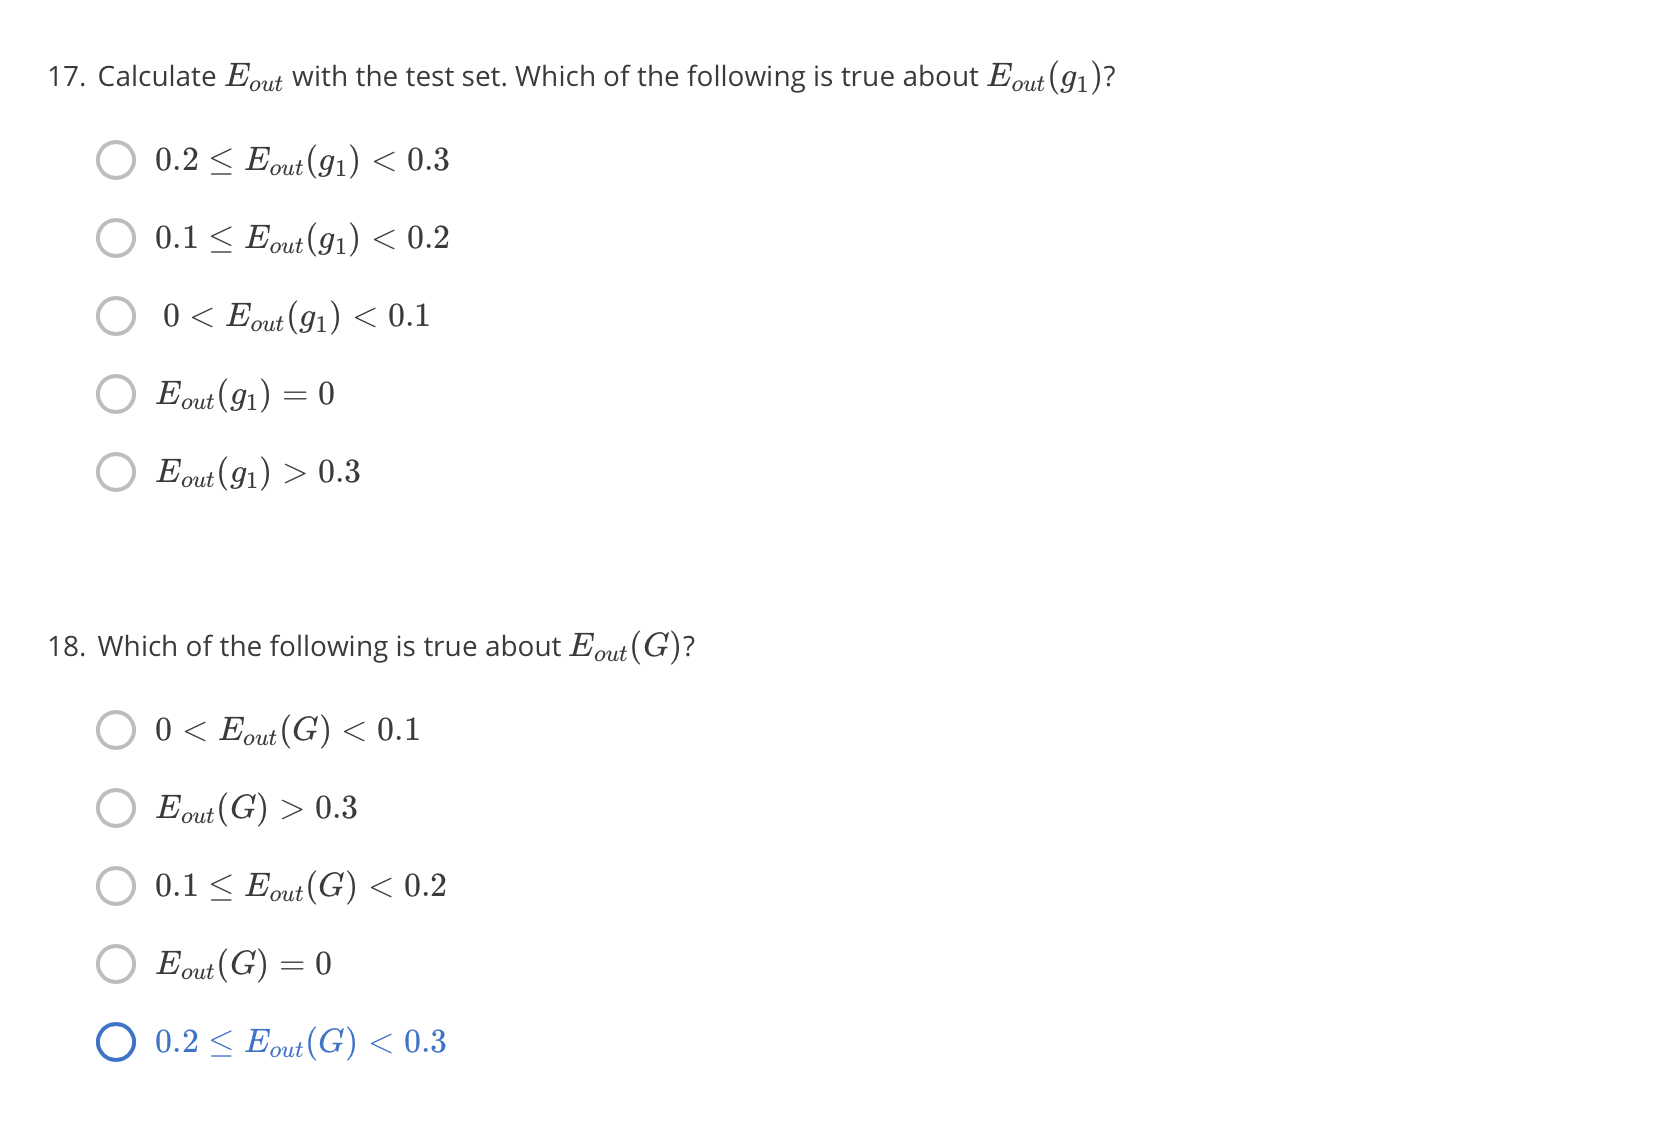 17. Calculate $E_{out}$ with the test set. Which of the following is true about $E_{out}(g_1)$?
$0.2 \leq E_{out}(g_1) < 0.3$
$0.1 \leq E_{out}(g_1) < 0.2$
$0 < E_{out}(g_1) < 0.1$
$E_{out}(g_1) = 0$
$E_{out}(g_1) > 0.3$
18. Which of the following is true about $E_{out}(G)$?
$0 < E_{out}(G) < 0.1$
$E_{out}(G) > 0.3$
$0.1 \leq E_{out}(G) < 0.2$
$E_{out}(G) = 0$
$0.2 \leq E_{out}(G) < 0.3$